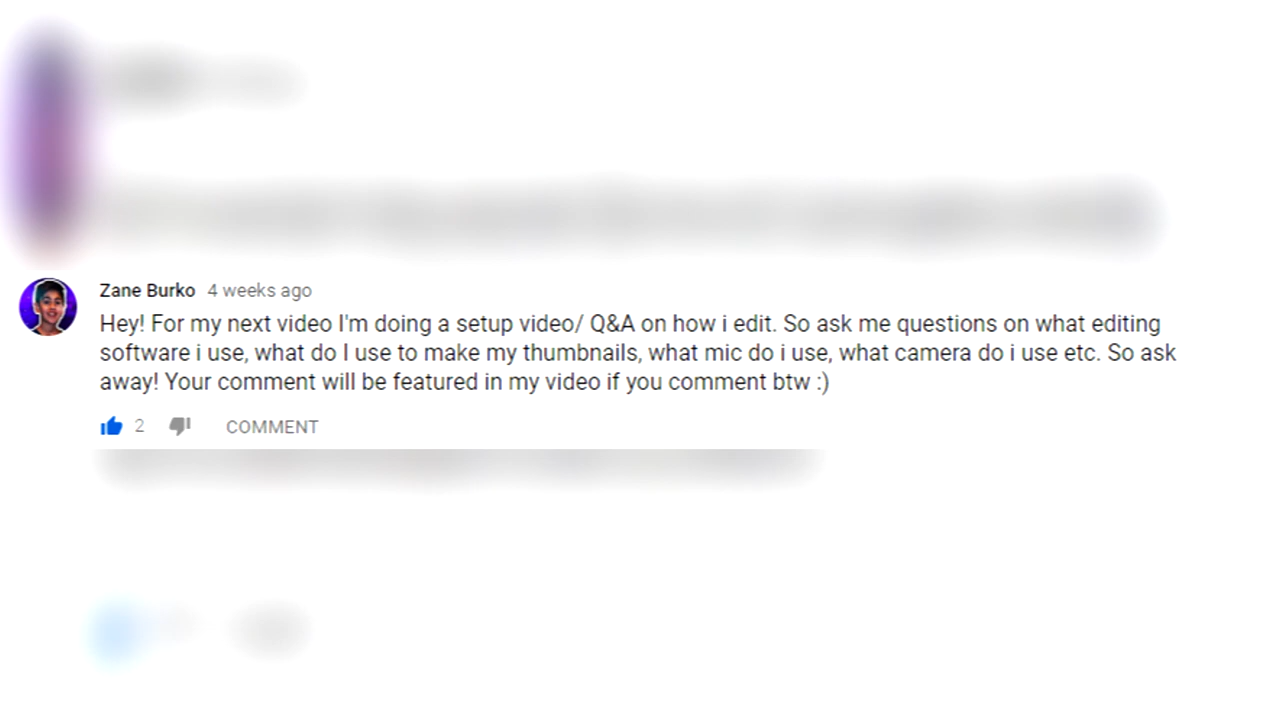 Zane Burko 4 weeks ago
Hey! For my next video I'm doing a setup video/ Q&A on how i edit. So ask me questions on what editing
software i use, what do I use to make my thumbnails, what mic do i use, what camera do i use etc. So ask
away! Your comment will be featured in my video if you comment btw :)
2 COMMENT